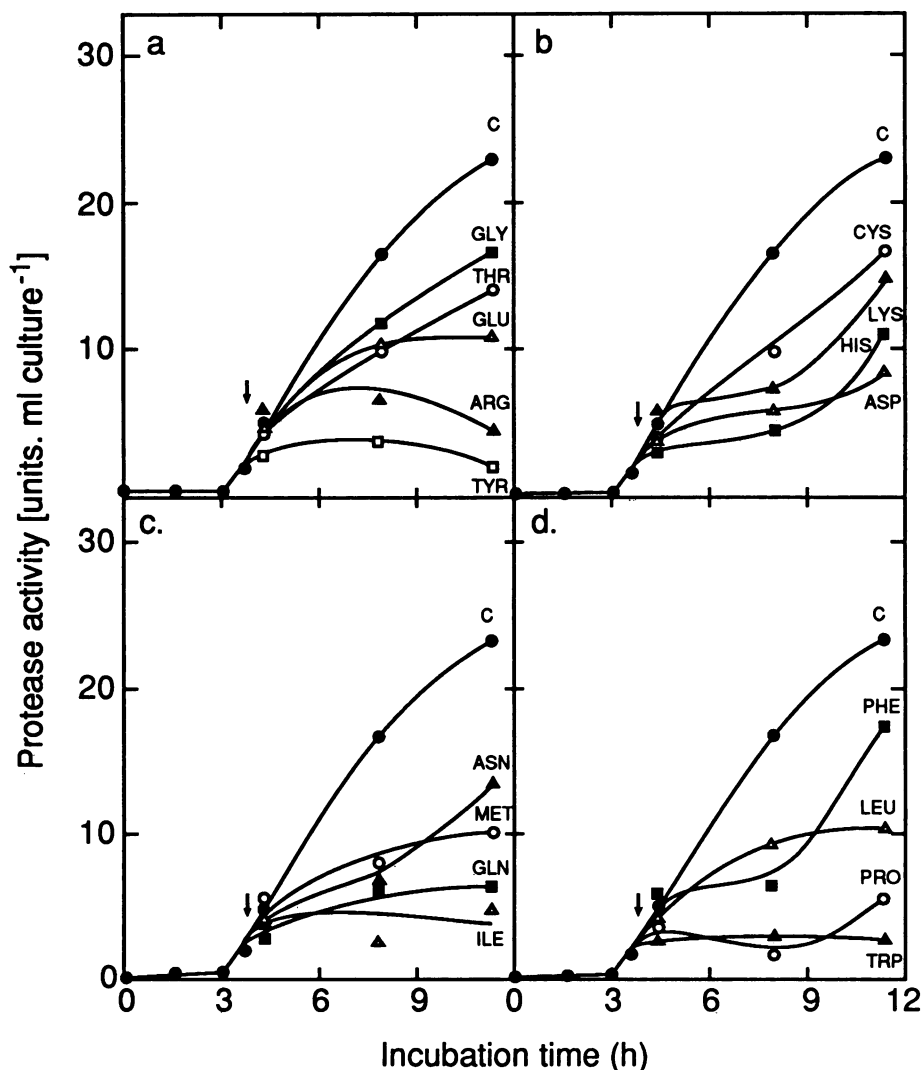 Protease activity [units. ml culture⁻¹]
a
30
20
10
0
C
GLY
THR
GLU
ARG
TYR
b
C
CYS
LYS
HIS
ASP
c.
30
20
10
0
C
ASN
MET
GLN
ILE
0 3 6 9
d.
C
PHE
LEU
PRO
TRP
0 3 6 9 12
Incubation time (h)